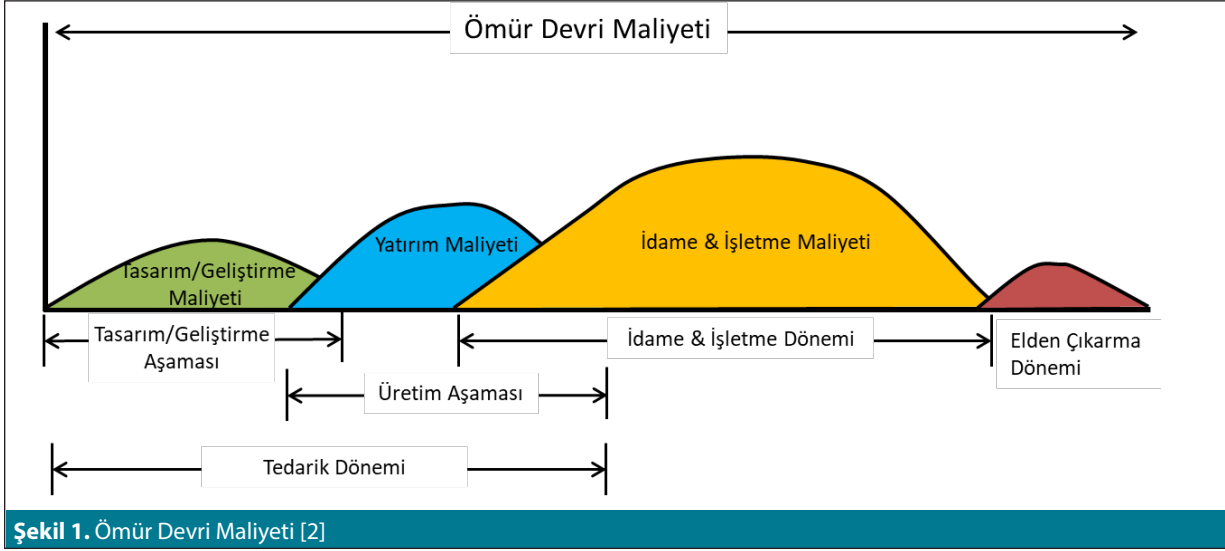 Ömür Devri Maliyeti
Tasarım/Geliştirme
Maliyeti
Yatırım Maliyeti
İdame & İşletme Maliyeti
Tasarım/Geliştirme
Aşaması
İdame & İşletme Dönemi
Elden Çıkarma
Dönemi
Üretim Aşaması
Tedarik Dönemi
Şekil 1. Ömür Devri Maliyeti [2]